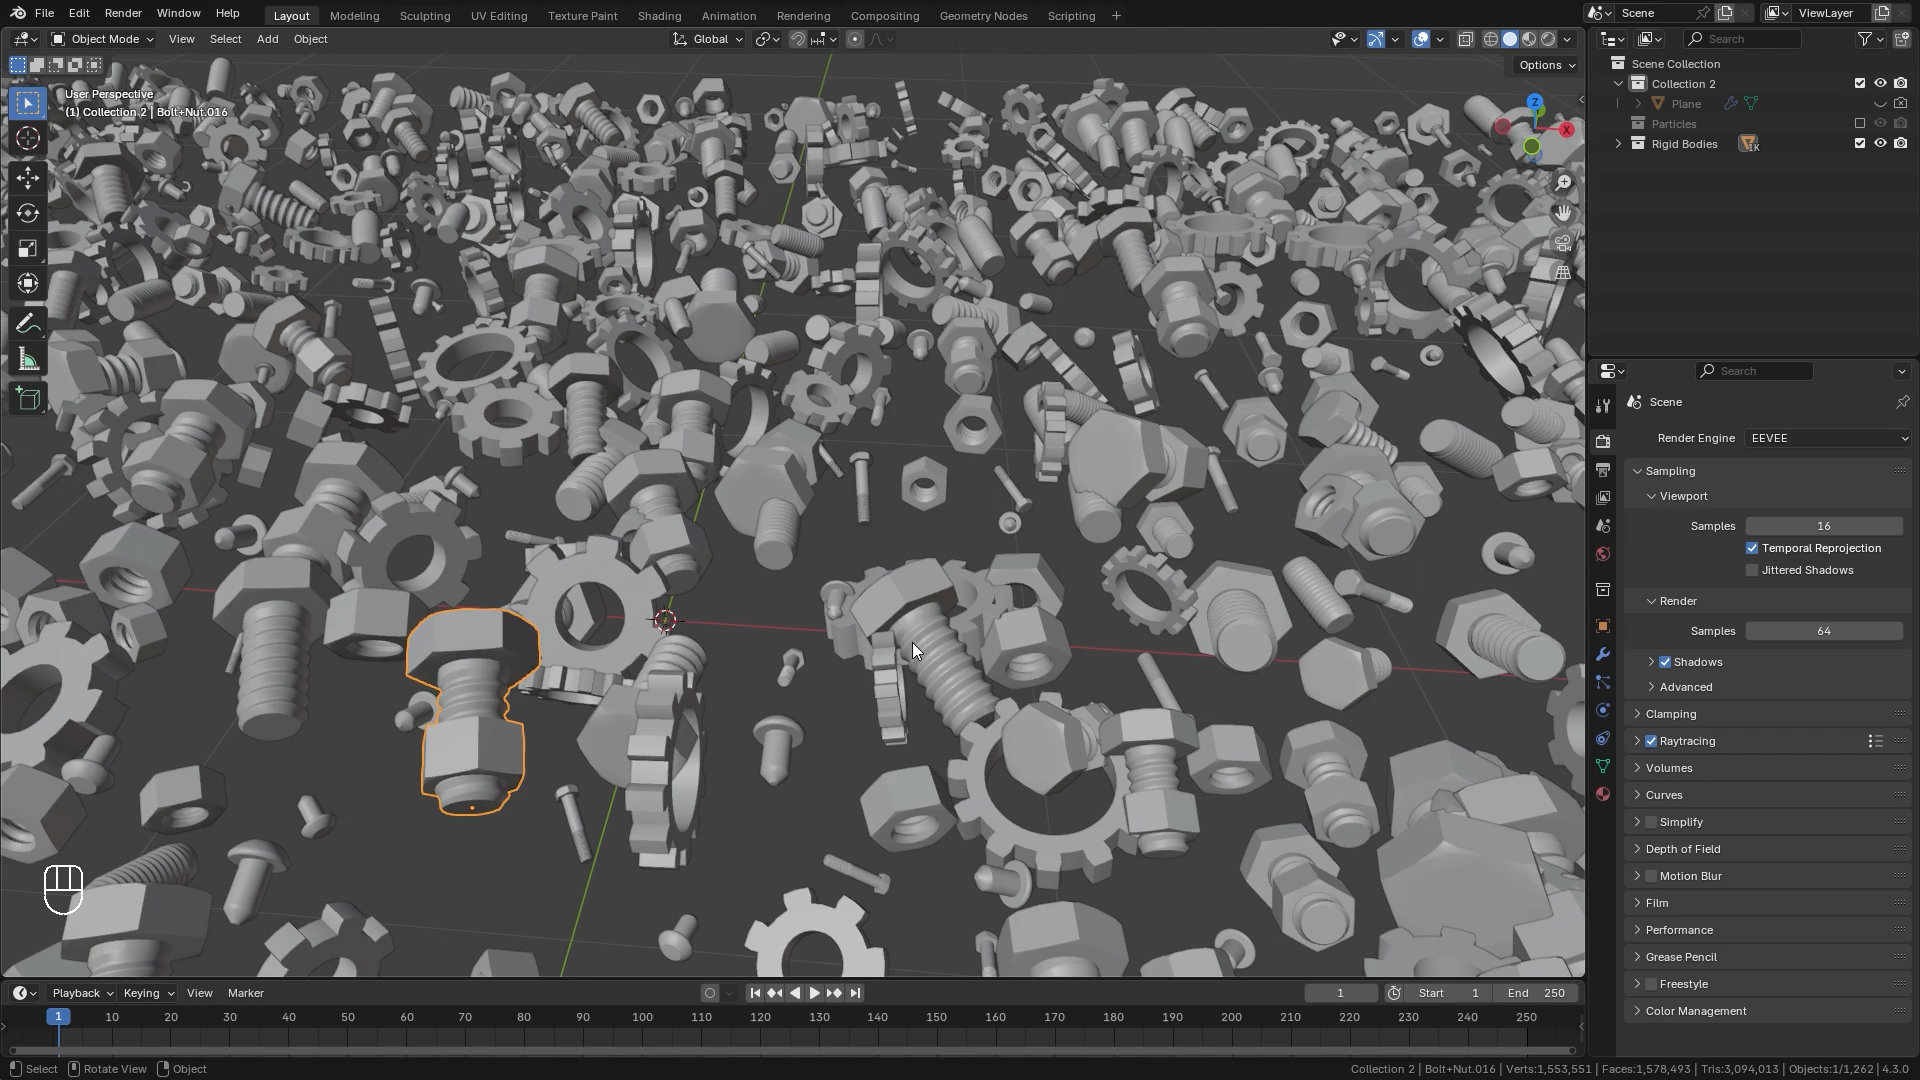 File Edit Render Window Help Layout Modeling Sculpting UV Editing Texture Paint Shading Animation Rendering Compositing Geometry Nodes Scripting + Scene ViewLayer
Object Mode View Select Add Object Global Search
Options
User Perspective
(1) Collection 2 | Bolt+Nut.016
Z
X
Scene Collection
Collection 2
Plane
Particles
Rigid Bodies 1K
Search
Scene
Render Engine EEVEE
Sampling
Viewport
Samples 16
Temporal Reprojection
Jittered Shadows
Render
Samples 64
Shadows
Advanced
Clamping
Raytracing
Volumes
Curves
Simplify
Depth of Field
Motion Blur
Film
Performance
Grease Pencil
Freestyle
Color Management
Playback Keying View Marker 1 Start 1 End 250
1 10 20 30 40 50 60 70 80 90 100 110 120 130 140 150 160 170 180 190 200 210 220 230 240 250
Select Rotate View Object Collection 2 | Bolt+Nut.016 | Verts:1,553,551 | Faces:1,578,493 | Tris:3,094,013 | Objects:1/1,262 | 4.3.0